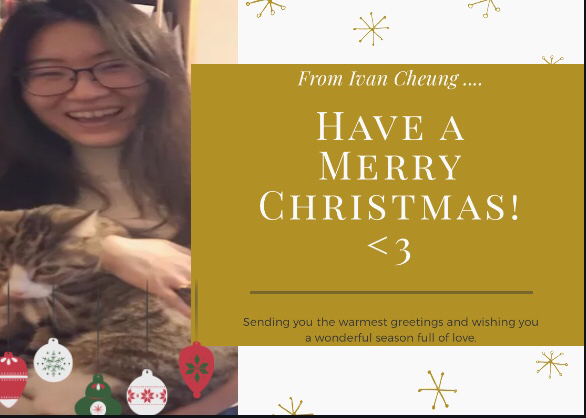 From Ivan Cheung ....
HAVE A
MERRY
CHRISTMAS!
<3
Sending you the warmest greetings and wishing you
a wonderful season full of love.